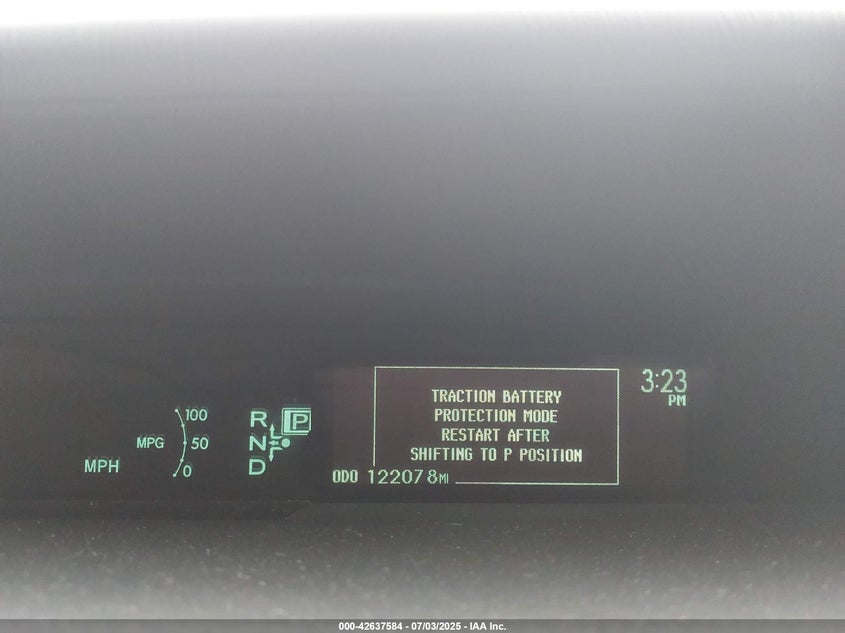 3:23
PM
TRACTION BATTERY
PROTECTION MODE
RESTART AFTER
SHIFTING TO P POSITION
ODO 122078MI
100
MPG 50
0
MPH
R P
N
D
000-42637584 - 07/03/2025 - IAA Inc.